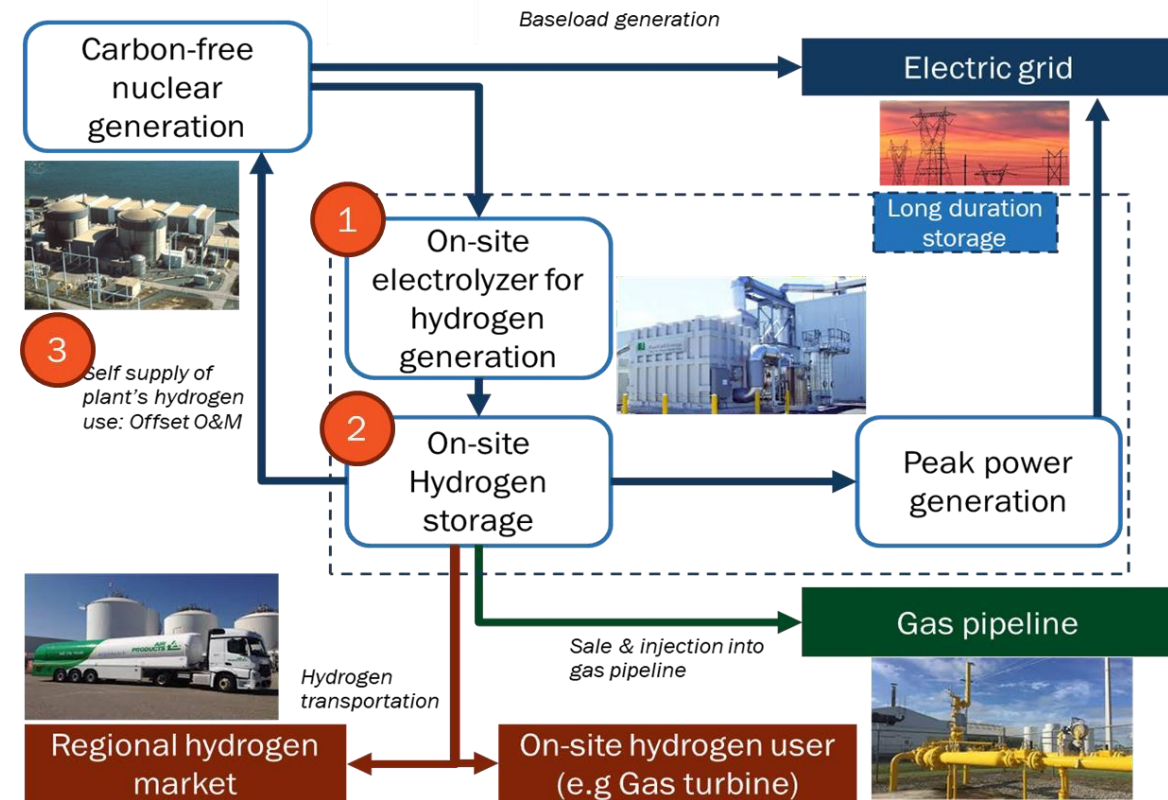 Baseload generation
Carbon-free
nuclear
generation
Electric grid
Long duration
storage
1
On-site
electrolyzer for
hydrogen
generation
3
Self supply of
plant's hydrogen
use: Offset O&M
2
On-site
Hydrogen
storage
Peak power
generation
AIR
PRODUCTS
Hydrogen
transportation
Sale & injection into
gas pipeline
Gas pipeline
Regional hydrogen
market
On-site hydrogen user
(e.g Gas turbine)